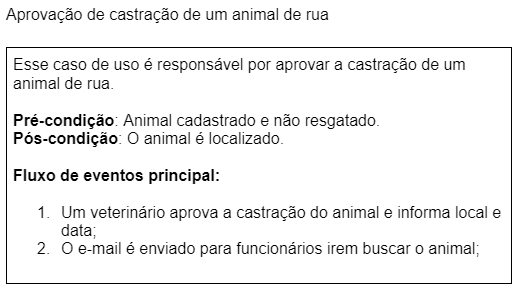 Aprovação de castração de um animal de rua
Esse caso de uso é responsável por aprovar a castração de um
animal de rua.
Pré-condição: Animal cadastrado e não resgatado.
Pós-condição: O animal é localizado.
Fluxo de eventos principal:
1. Um veterinário aprova a castração do animal e informa local e
data;
2. O e-mail é enviado para funcionários irem buscar o animal;